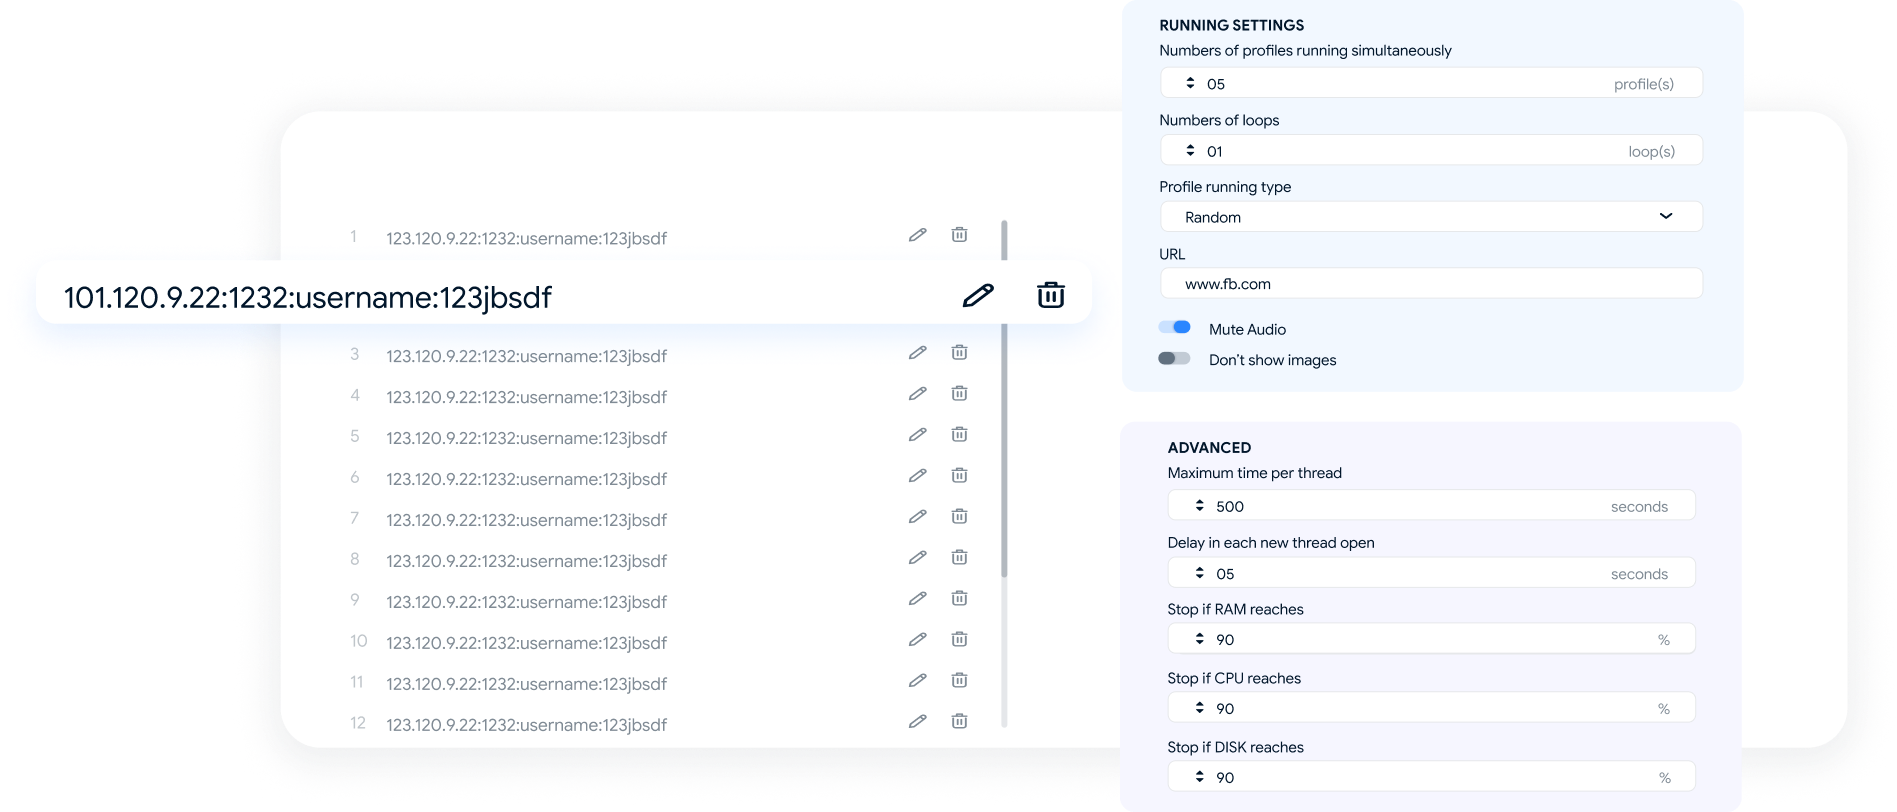 1 123.120.9.22:1232:username:123jbsdf
101.120.9.22:1232:username:123jbsdf
3 123.120.9.22:1232:username:123jbsdf
4 123.120.9.22:1232:username:123jbsdf
5 123.120.9.22:1232:username:123jbsdf
6 123.120.9.22:1232:username:123jbsdf
7 123.120.9.22:1232:username:123jbsdf
8 123.120.9.22:1232:username:123jbsdf
9 123.120.9.22:1232:username:123jbsdf
10 123.120.9.22:1232:username:123jbsdf
11 123.120.9.22:1232:username:123jbsdf
12 123.120.9.22:1232:username:123jbsdf
RUNNING SETTINGS
Numbers of profiles running simultaneously
05 profile(s)
Numbers of loops
01 loop(s)
Profile running type
Random
URL
www.fb.com
Mute Audio
Don't show images
ADVANCED
Maximum time per thread
500 seconds
Delay in each new thread open
05 seconds
Stop if RAM reaches
90 %
Stop if CPU reaches
90 %
Stop if DISK reaches
90 %